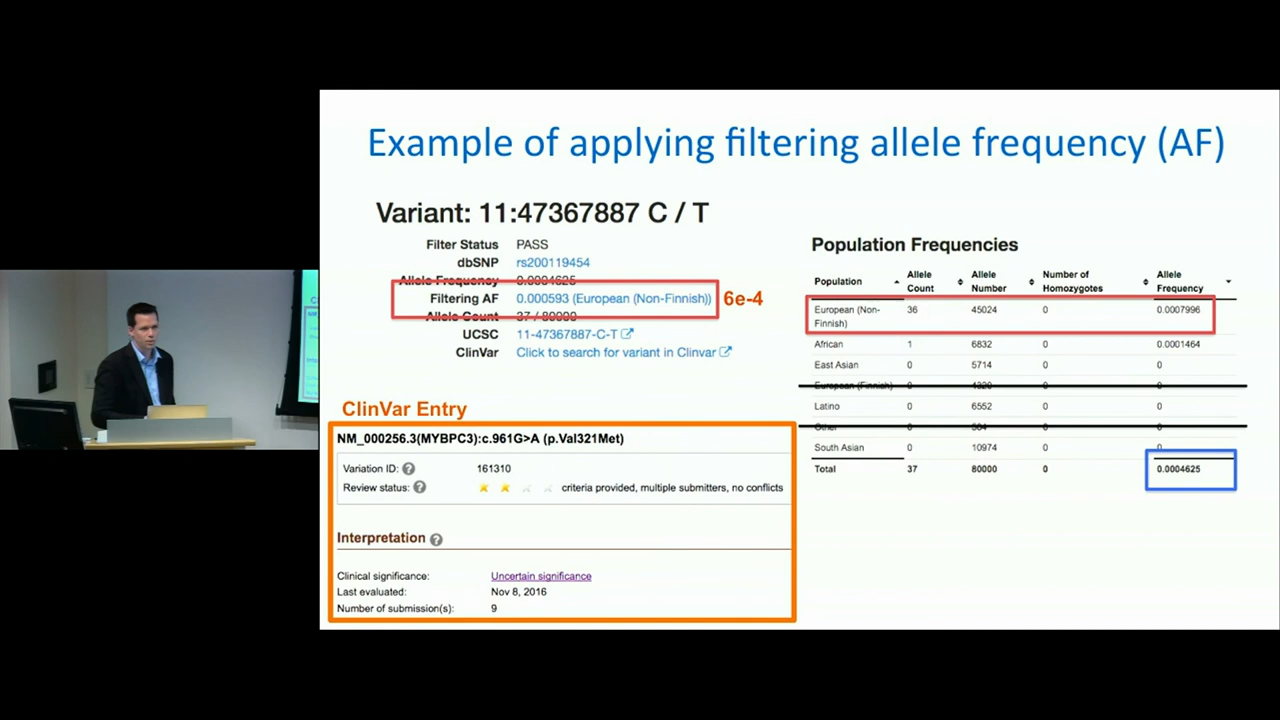 Example of applying filtering allele frequency (AF)
Variant: 11:47367887 C / T
Filter Status PASS
dbSNP rs200119454
Allele Frequency 0.0004625
Filtering AF 0.000593 (European (Non-Finnish)) 6e-4
Allele Count 37 / 80000
UCSC 11-47367887-C-T
ClinVar Click to search for variant in Clinvar
ClinVar Entry
NM_000256.3(MYBPC3):c.961G>A (p.Val321Met)
Variation ID: ? 161310
Review status: ? criteria provided, multiple submitters, no conflicts
Interpretation ?
Clinical significance: Uncertain significance
Last evaluated: Nov 8, 2016
Number of submission(s): 9
Population Frequencies
Population Allele Count Allele Number Number of Homozygotes Allele Frequency
European (Non-Finnish) 36 45024 0 0.0007996
African 1 6832 0 0.0001464
East Asian 0 5714 0 0
European (Finnish) 0 4320 0 0
Latino 0 6552 0 0
Other 0 584 0 0
South Asian 0 10974 0 0
Total 37 80000 0 0.0004625